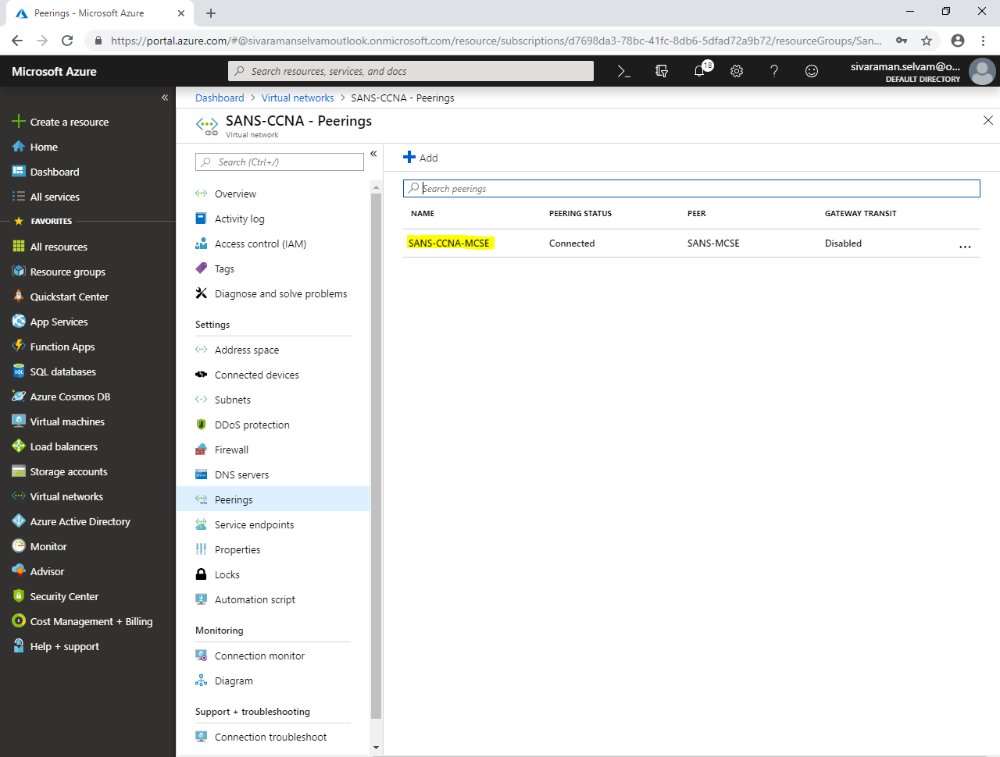 Peerings - Microsoft Azure
https://portal.azure.com/#@sivaramanselvamoutlook.onmicrosoft.com/resource/subscriptions/d7698da3-78bc-41fc-8db6-5dfad72a9b72/resourceGroups/San...
Microsoft Azure
Search resources, services, and docs
18
sivaraman.selvam@o...
DEFAULT DIRECTORY
Create a resource
Home
Dashboard
All services
FAVORITES
All resources
Resource groups
Quickstart Center
App Services
Function Apps
SQL databases
Azure Cosmos DB
Virtual machines
Load balancers
Storage accounts
Virtual networks
Azure Active Directory
Monitor
Advisor
Security Center
Cost Management + Billing
Help + support
Dashboard > Virtual networks > SANS-CCNA - Peerings
SANS-CCNA - Peerings
Virtual network
Search (Ctrl+/)
Overview
Activity log
Access control (IAM)
Tags
Diagnose and solve problems
Settings
Address space
Connected devices
Subnets
DDoS protection
Firewall
DNS servers
Peerings
Service endpoints
Properties
Locks
Automation script
Monitoring
Connection monitor
Diagram
Support + troubleshooting
Connection troubleshoot
Add
Search peerings
NAME PEERING STATUS PEER GATEWAY TRANSIT
SANS-CCNA-MCSE Connected SANS-MCSE Disabled ...